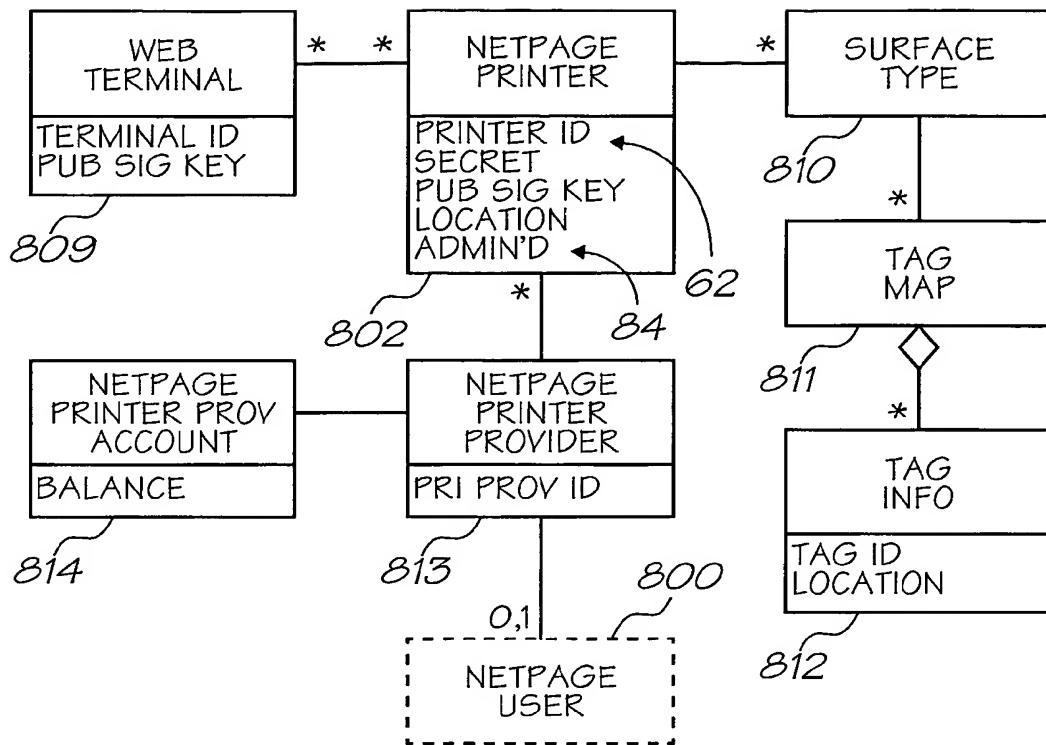 WEB
TERMINAL
TERMINAL ID
PUB SIG KEY
809
* *
NETPAGE
PRINTER
PRINTER ID
SECRET
PUB SIG KEY
LOCATION
ADMIN'D
802
62
84
*
*
SURFACE
TYPE
810
*
TAG
MAP
811
*
TAG
INFO
TAG ID
LOCATION
812
NETPAGE
PRINTER PROV
ACCOUNT
BALANCE
814
NETPAGE
PRINTER
PROVIDER
PRI PROV ID
813
0,1
800
NETPAGE
USER